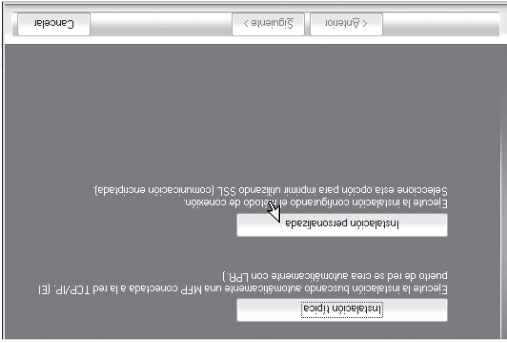 Instalación típica
Ejecute la instalación buscando automáticamente una MFP conectada a la red TCP/IP. (El
puerto de red se crea automáticamente con LPR.)
Instalación personalizada
Ejecute la instalación configurando el método de conexión.
Seleccione esta opción para imprimir utilizando SSL (comunicación encriptada).
< Anterior
Siguiente >
Cancelar